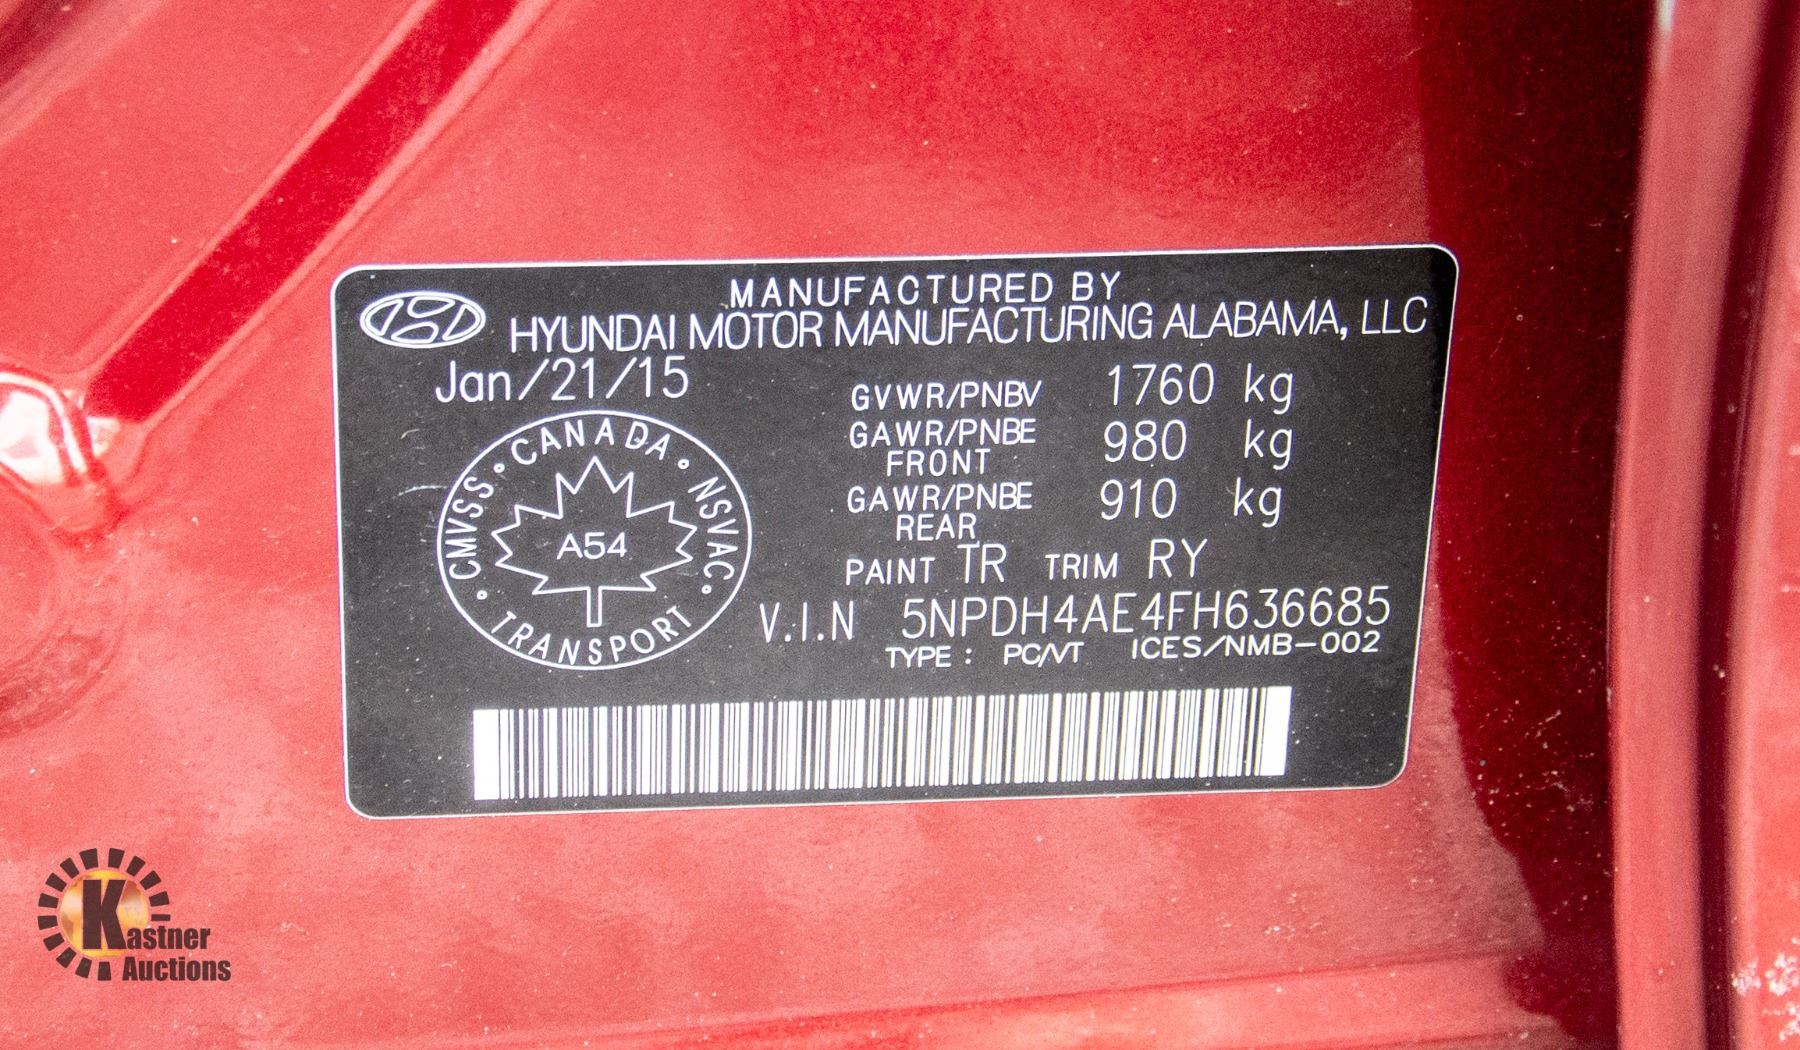 MANUFACTURED BY
HYUNDAI MOTOR MANUFACTURING ALABAMA, LLC
Jan/21/15
GVWR/PNBV 1760 kg
GAWR/PNBE FRONT 980 kg
GAWR/PNBE REAR 910 kg
CMVSS • CANADA • NSVAC • TRANSPORT •
A54
PAINT TR TRIM RY
V.I.N 5NPDH4AE4FH636685
TYPE : PC/VT ICES/NMB-002
Kastner
Auctions